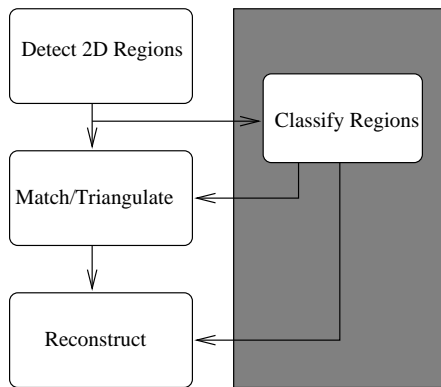 Detect 2D Regions
Classify Regions
Match/Triangulate
Reconstruct